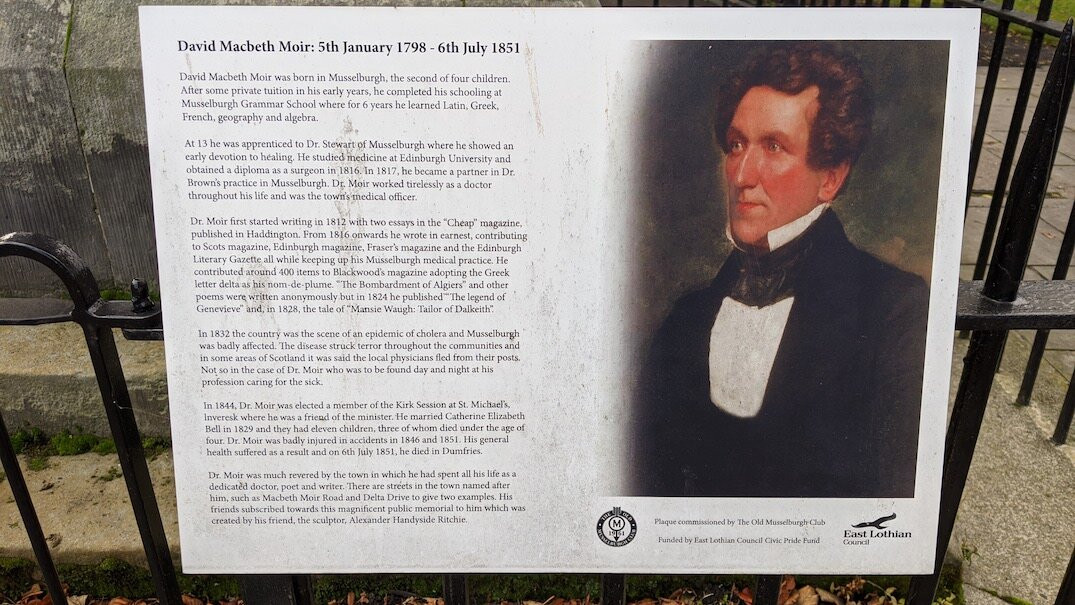 David Macbeth Moir: 5th January 1798 - 6th July 1851
David Macbeth Moir was born in Musselburgh, the second of four children.
After some private tuition in his early years, he completed his schooling at
Musselburgh Grammar School where for 6 years he learned Latin, Greek,
French, geography and algebra.
At 13 he was apprenticed to Dr. Stewart of Musselburgh where he showed an
early devotion to healing. He studied medicine at Edinburgh University and
obtained a diploma as a surgeon in 1816. In 1817, he became a partner in Dr.
Brown's practice in Musselburgh. Dr. Moir worked tirelessly as a doctor
throughout his life and was the town's medical officer.
Dr. Moir first started writing in 1812 with two essays in the "Cheap" magazine,
published in Haddington. From 1816 onwards he wrote in earnest, contributing
to Scots magazine, Edinburgh magazine, Fraser's magazine and the Edinburgh
Literary Gazette all while keeping up his Musselburgh medical practice. He
contributed around 400 items to Blackwood's magazine adopting the Greek
letter delta as his nom-de-plume. "The Bombardment of Algiers" and other
poems were written anonymously but in 1824 he published "The legend of
Genevieve" and, in 1828, the tale of "Mansie Waugh: Tailor of Dalkeith".
In 1832 the country was the scene of an epidemic of cholera and Musselburgh
was badly affected. The disease struck terror throughout the communities and
in some areas of Scotland it was said the local physicians fled from their posts.
Not so in the case of Dr. Moir who was to be found day and night at his
profession caring for the sick.
In 1844, Dr. Moir was elected a member of the Kirk Session at St. Michael's,
Inveresk where he was a friend of the minister. He married Catherine Elizabeth
Bell in 1829 and they had eleven children, three of whom died under the age of
four. Dr. Moir was badly injured in accidents in 1846 and 1851. His general
health suffered as a result and on 6th July 1851, he died in Dumfries.
Dr. Moir was much revered by the town in which he had spent all his life as a
dedicated doctor, poet and writer. There are streets in the town named after
him, such as Macbeth Moir Road and Delta Drive to give two examples. His
friends subscribed towards this magnificent public memorial to him which was
created by his friend, the sculptor, Alexander Handyside Ritchie.
THE OLD
M
1951
MUSSELBURGH CLUB
Plaque commissioned by The Old Musselburgh Club
Funded by East Lothian Council Civic Pride Fund
East Lothian
Council